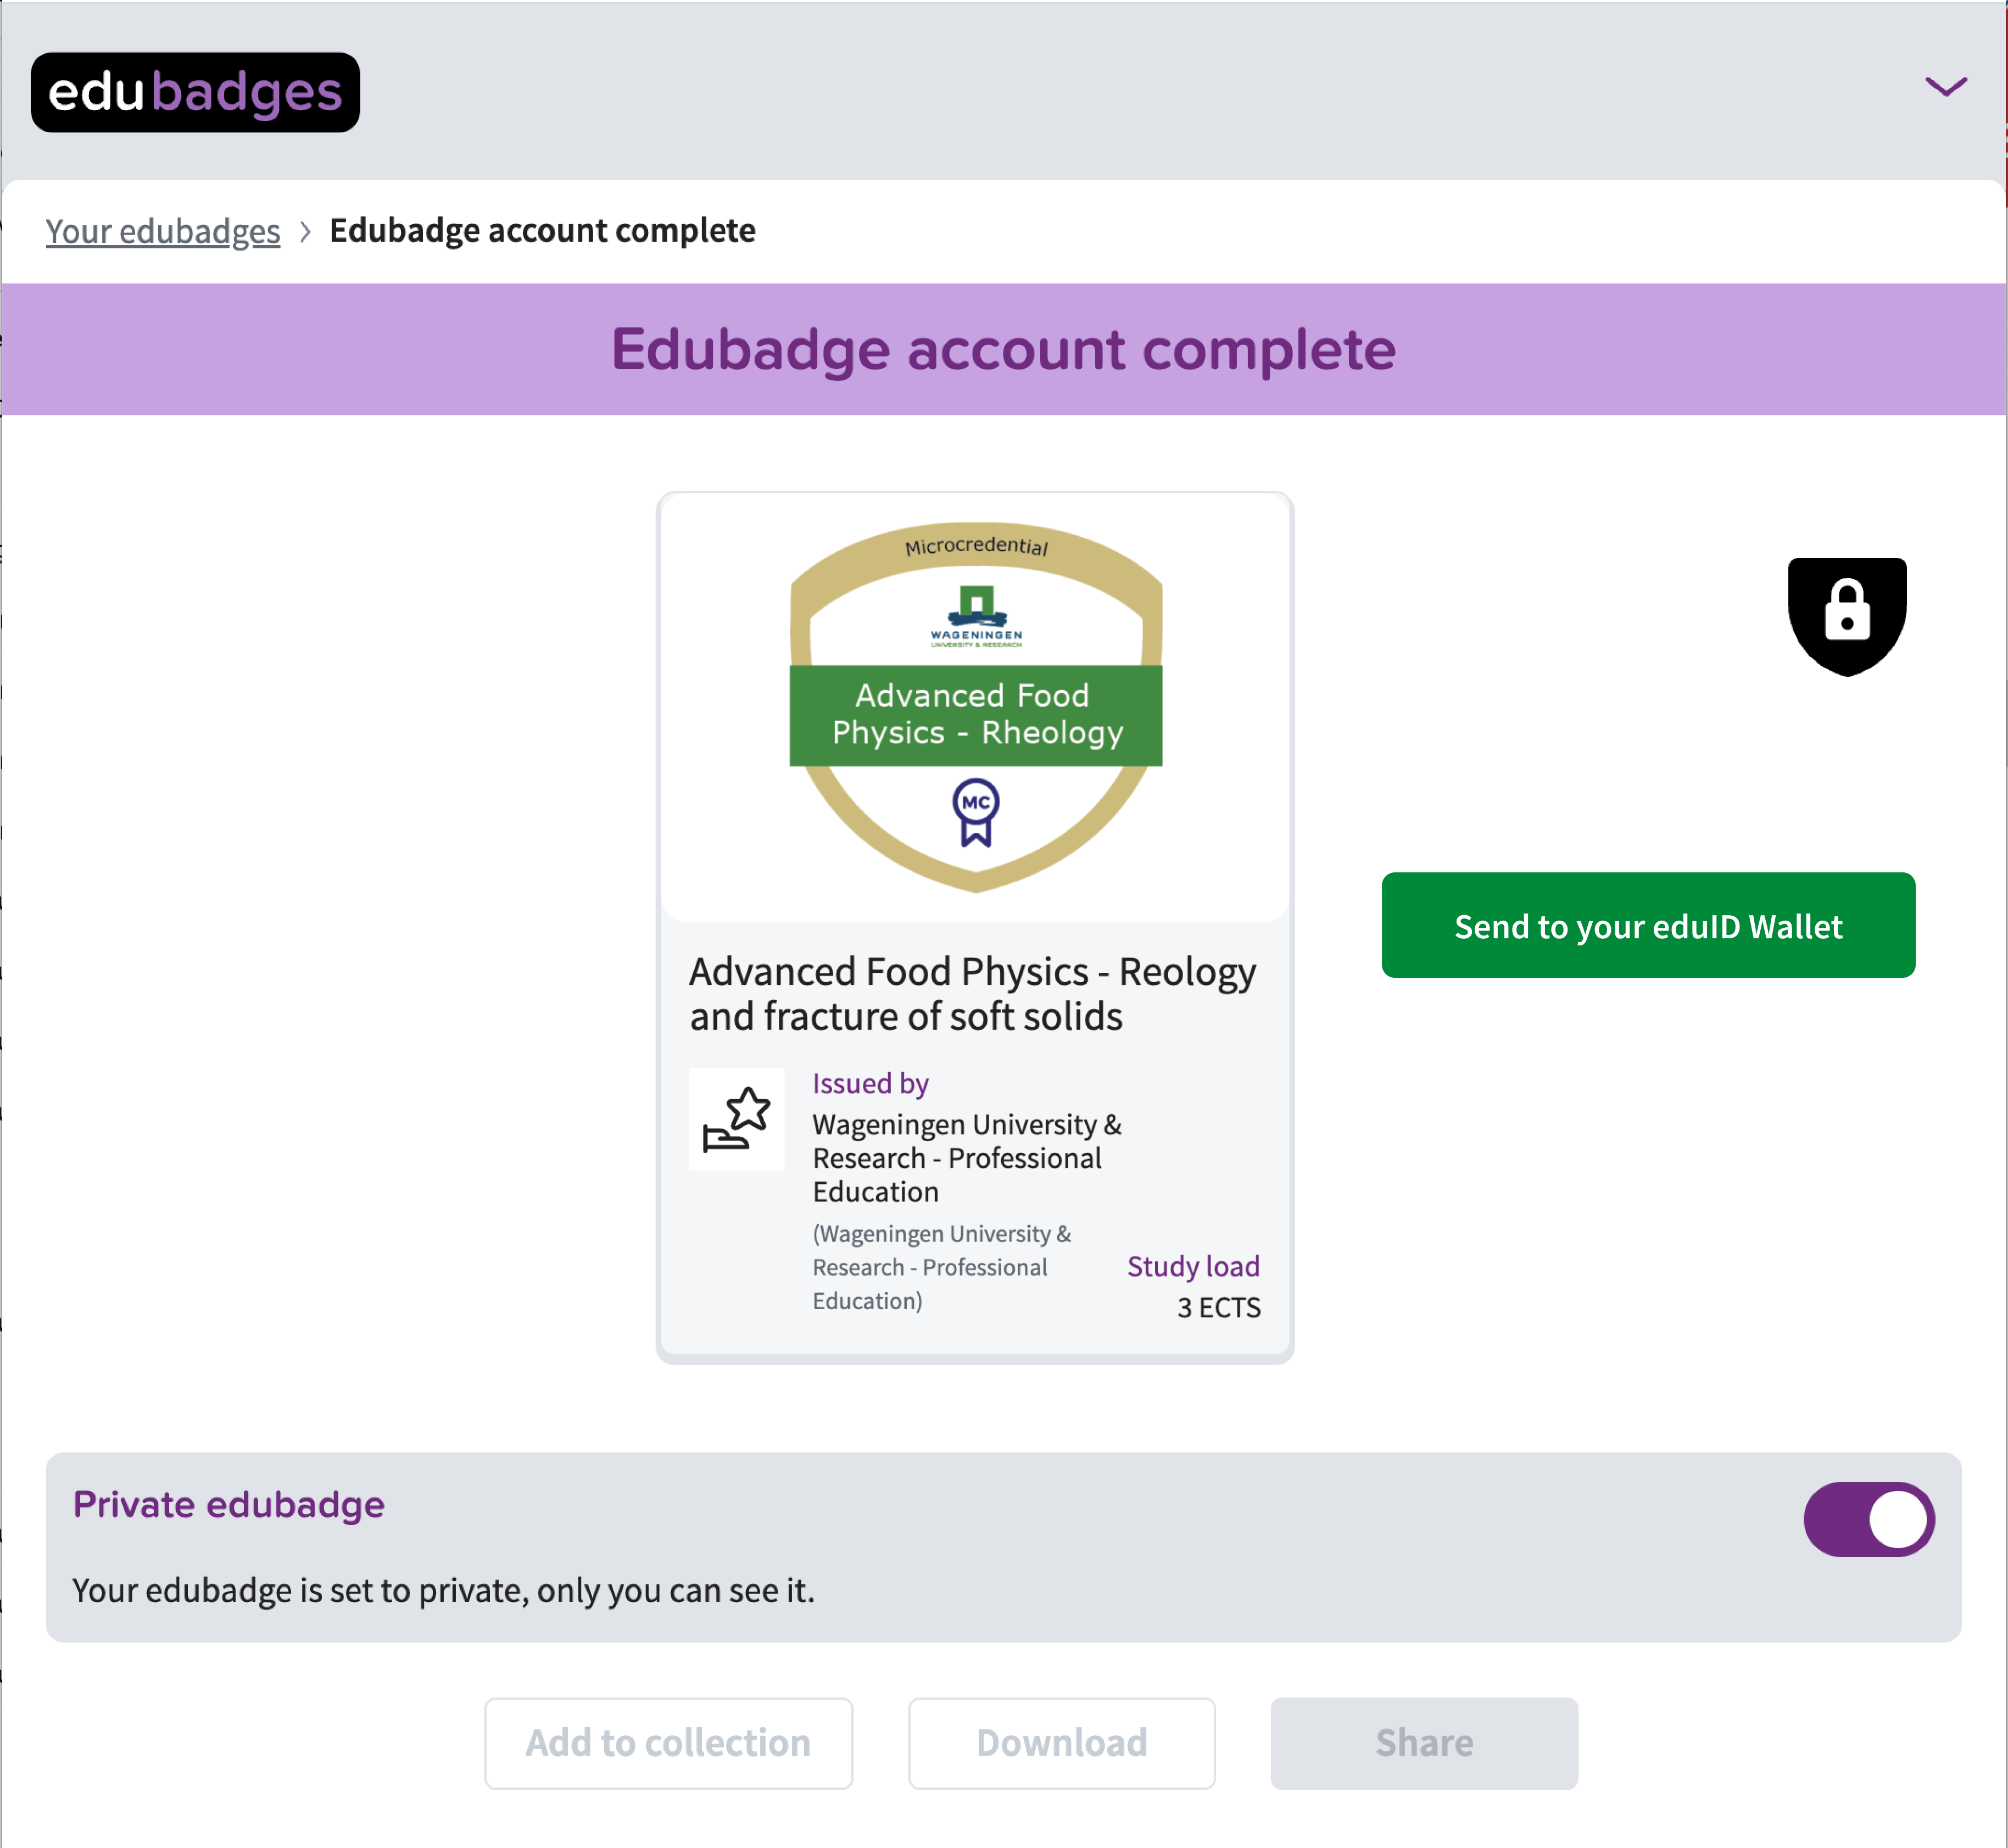 edubadges
Your edubadges > Edubadge account complete
Edubadge account complete
Microcredential
WAGENINGEN
UNIVERSITY & RESEARCH
Advanced Food
Physics - Rheology
MC
Send to your eduID Wallet
Advanced Food Physics - Reology
and fracture of soft solids
Issued by
Wageningen University &
Research - Professional
Education
(Wageningen University &
Research - Professional
Education)
Study load
3 ECTS
Private edubadge
Your edubadge is set to private, only you can see it.
Add to collection
Download
Share